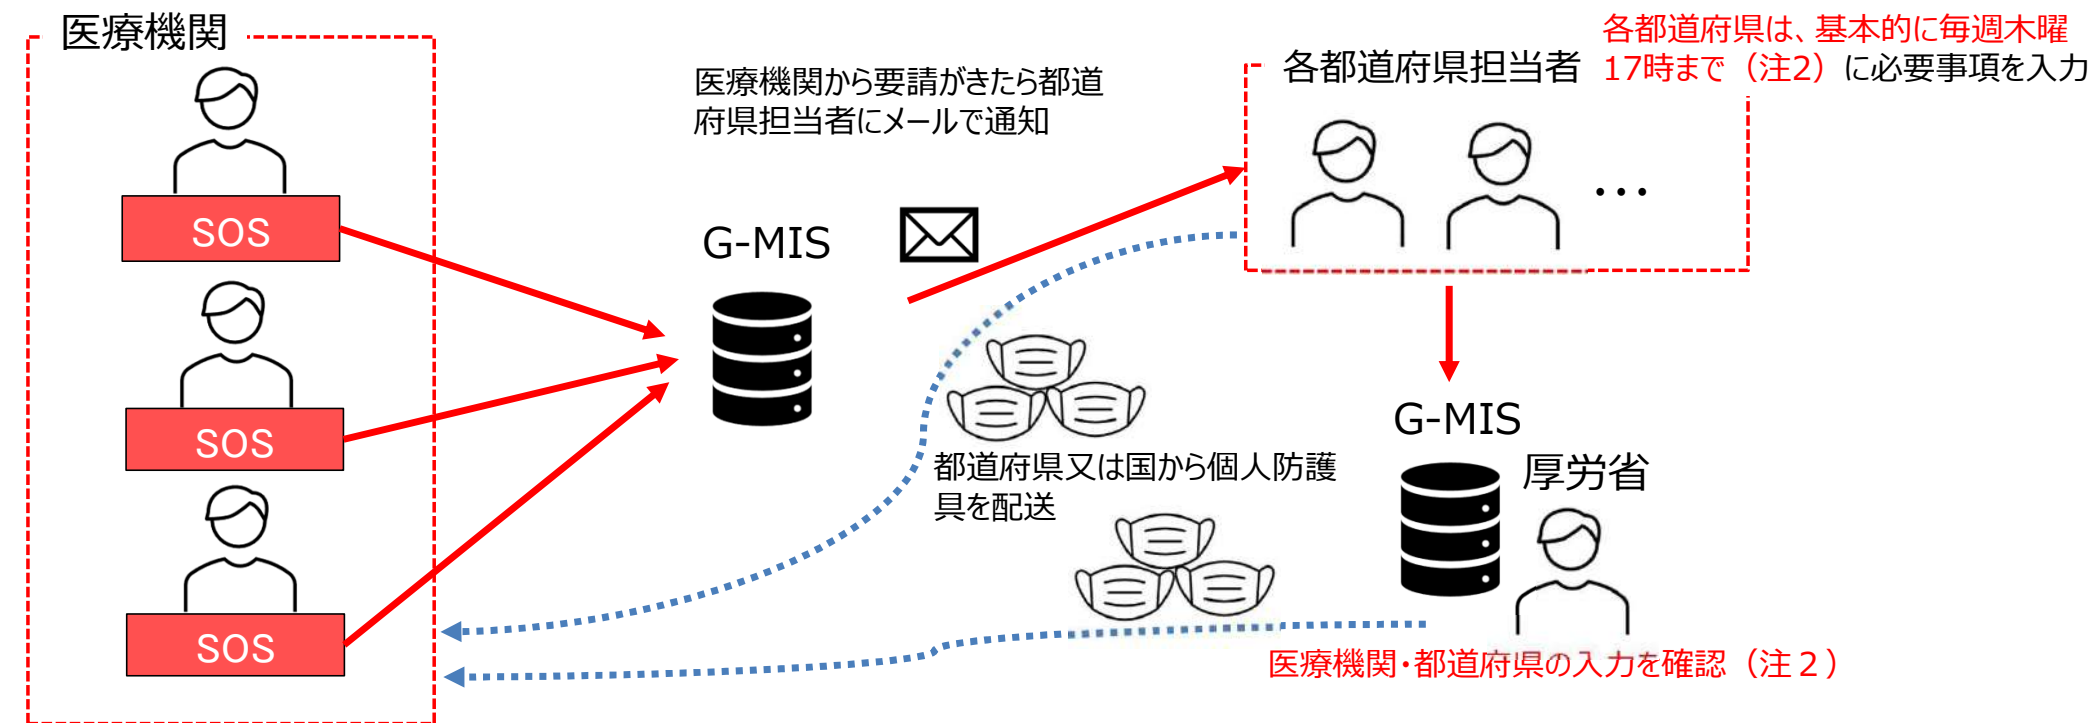 医療機関
SOS
SOS
SOS
医療機関から要請がきたら都道
府県担当者にメールで通知
G-MIS
各都道府県担当者
各都道府県は、基本的に毎週木曜
17時まで（注2）に必要事項を入力
…
都道府県又は国から個人防護
具を配送
G-MIS
厚労省
医療機関・都道府県の入力を確認（注２）